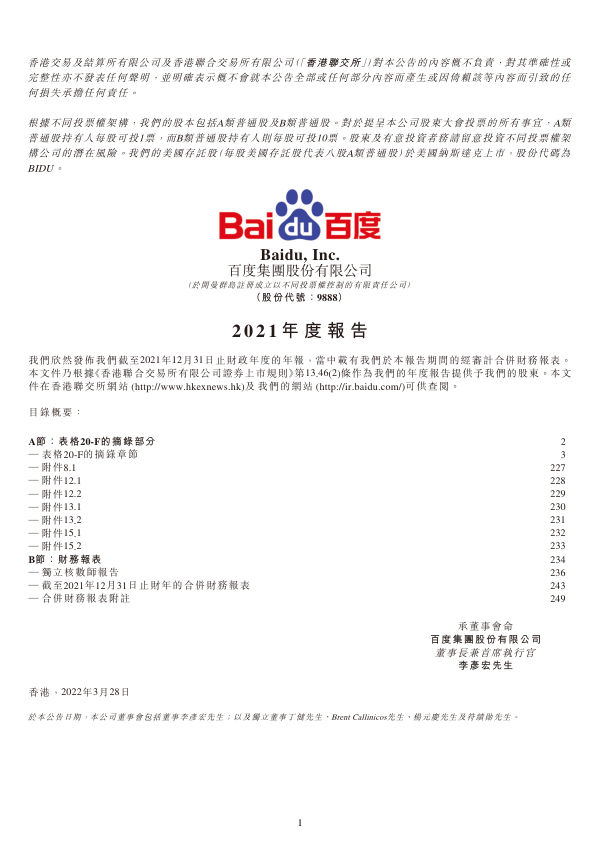 香港交易及結算所有限公司及香港聯合交易所有限公司(「香港聯交所」)對本公告的內容概不負責，對其準確性或
完整性亦不發表任何聲明，並明確表示概不會就本公告全部或任何部分內容而產生或因倚賴該等內容而引致的任
何損失承擔任何責任。
根據不同投票權架構，我們的股本包括A類普通股及B類普通股。對於提呈本公司股東大會投票的所有事宜，A類
普通股持有人每股可投1票，而B類普通股持有人則每股可投10票。股東及有意投資者務請留意投資不同投票權架
構公司的潛在風險。我們的美國存託股(每股美國存託股代表八股A類普通股)於美國納斯達克上市，股份代碼為
BIDU。
Bai du 百度
Baidu, Inc.
百度集團股份有限公司
(於開曼群島註冊成立以不同投票權控制的有限責任公司)
(股份代號：9888)
2021年度報告
我們欣然發佈我們截至2021年12月31日止財政年度的年報，當中載有我們於本報告期間的經審計合併財務報表。
本文件乃根據《香港聯合交易所有限公司證券上市規則》第13.46(2)條作為我們的年度報告提供予我們的股東。本文
件在香港聯交所網站 (http://www.hkexnews.hk)及我們的網站 (http://ir.baidu.com/)可供查閱。
目錄概要：
A節：表格20-F的摘錄部分 2
— 表格20-F的摘錄章節 3
— 附件8.1 227
— 附件12.1 228
— 附件12.2 229
— 附件13.1 230
— 附件13.2 231
— 附件15.1 232
— 附件15.2 233
B節：財務報表 234
— 獨立核數師報告 236
— 截至2021年12月31日止財年的合併財務報表 243
— 合併財務報表附註 249
承董事會命
百度集團股份有限公司
董事長兼首席執行官
李彥宏先生
香港，2022年3月28日
於本公告日期，本公司董事會包括董事李彥宏先生；以及獨立董事丁健先生、Brent Callinicos先生、楊元慶先生及符績勛先生。
1